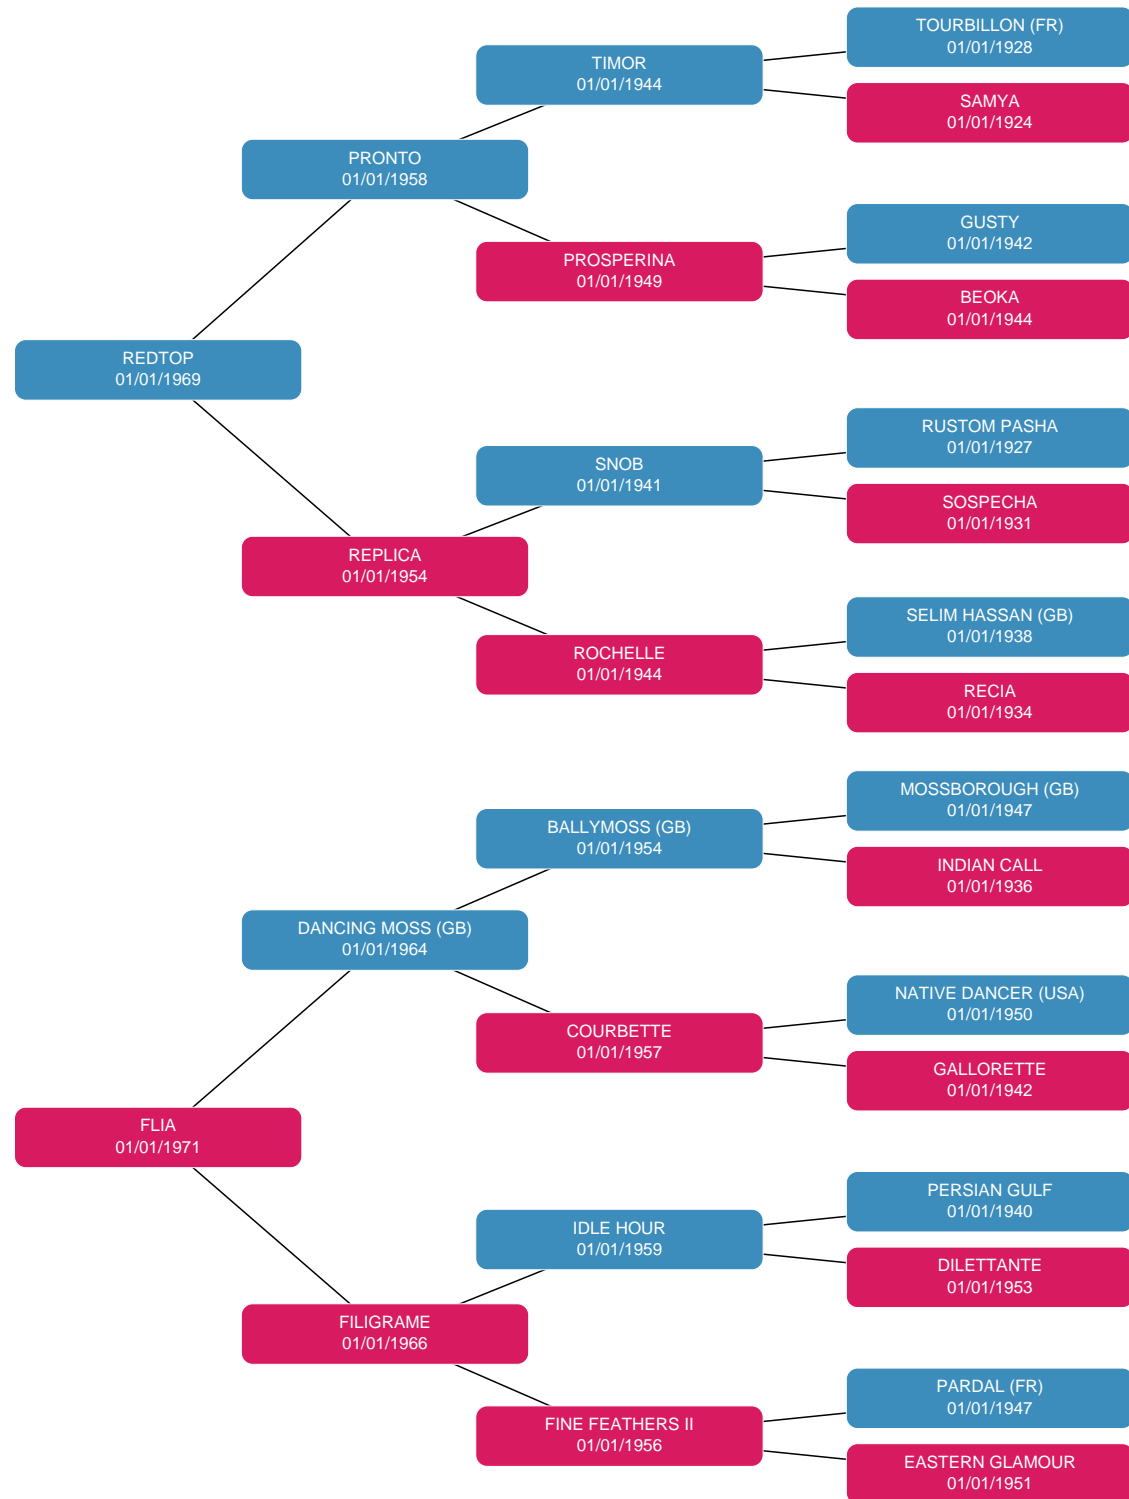 TOURBILLON (FR)
01/01/1928
TIMOR
01/01/1944
SAMYA
01/01/1924
PRONTO
01/01/1958
GUSTY
01/01/1942
PROSPERINA
01/01/1949
BEOKA
01/01/1944
REDTOP
01/01/1969
RUSTOM PASHA
01/01/1927
SNOB
01/01/1941
SOSPECHA
01/01/1931
REPLICA
01/01/1954
SELIM HASSAN (GB)
01/01/1938
ROCHELLE
01/01/1944
RECIA
01/01/1934
MOSSBOROUGH (GB)
01/01/1947
BALLYMOSS (GB)
01/01/1954
INDIAN CALL
01/01/1936
DANCING MOSS (GB)
01/01/1964
NATIVE DANCER (USA)
01/01/1950
COURBETTE
01/01/1957
GALLORETTE
01/01/1942
FLIA
01/01/1971
PERSIAN GULF
01/01/1940
IDLE HOUR
01/01/1959
DILETTANTE
01/01/1953
FILIGRAME
01/01/1966
PARDAL (FR)
01/01/1947
FINE FEATHERS II
01/01/1956
EASTERN GLAMOUR
01/01/1951